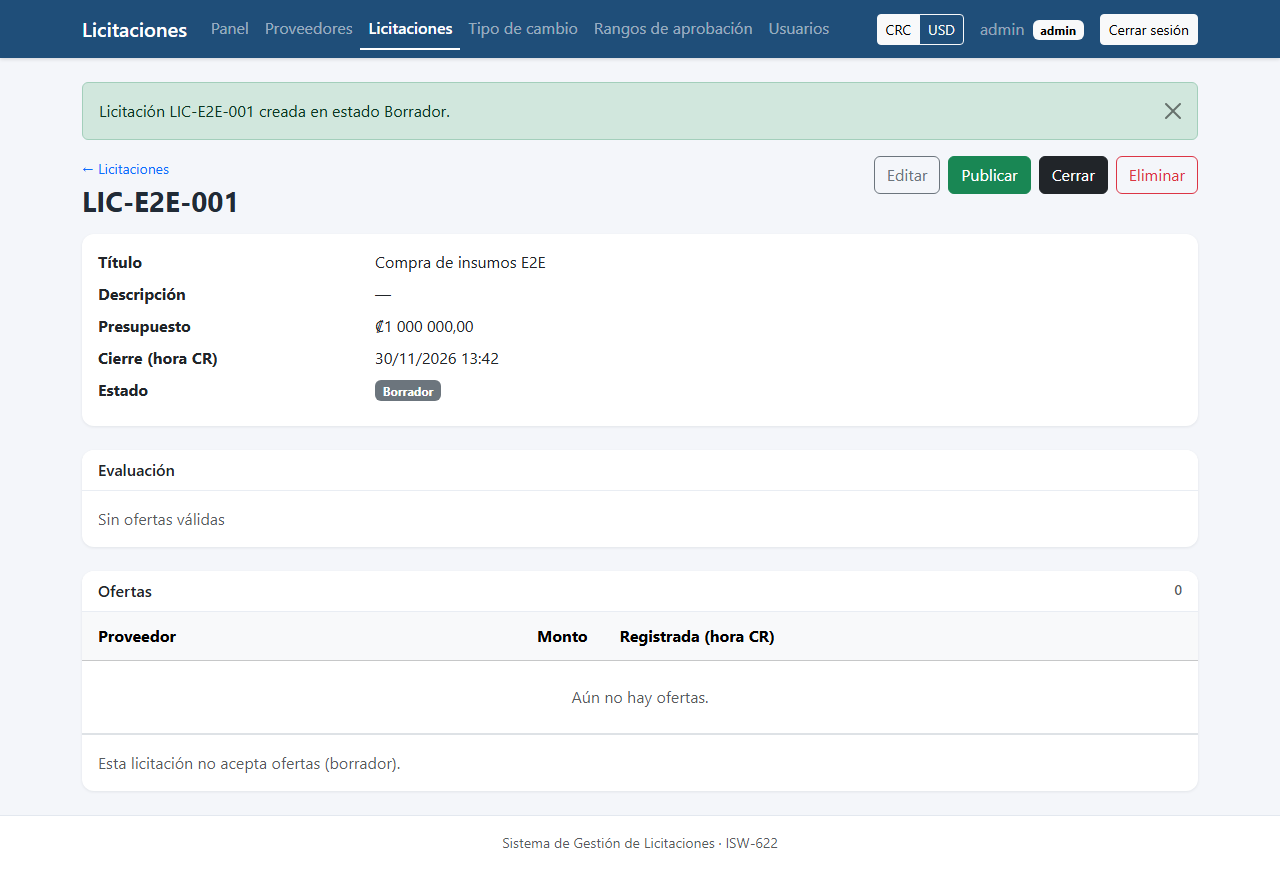 Licitaciones Panel Proveedores Licitaciones Tipo de cambio Rangos de aprobación Usuarios CRC USD admin admin Cerrar sesión
Licitación LIC-E2E-001 creada en estado Borrador.
← Licitaciones
LIC-E2E-001
Editar Publicar Cerrar Eliminar
Título Compra de insumos E2E
Descripción —
Presupuesto ₡1 000 000,00
Cierre (hora CR) 30/11/2026 13:42
Estado Borrador
Evaluación
Sin ofertas válidas
Ofertas 0
Proveedor Monto Registrada (hora CR)
Aún no hay ofertas.
Esta licitación no acepta ofertas (borrador).
Sistema de Gestión de Licitaciones · ISW-622